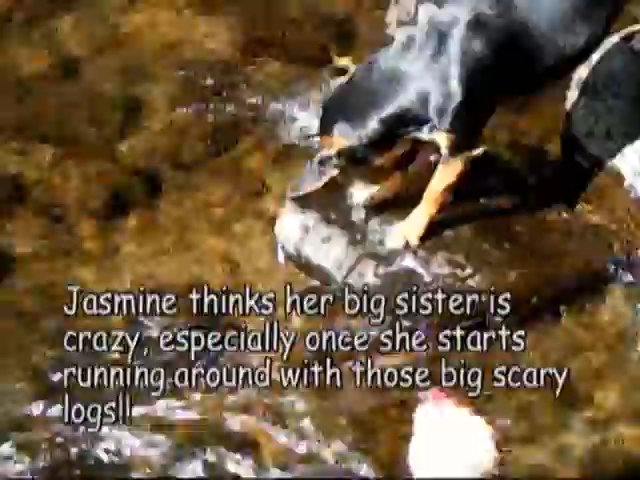 Jasmine thinks her big sister is
crazy, especially once she starts
running around with those big scary
logs!!